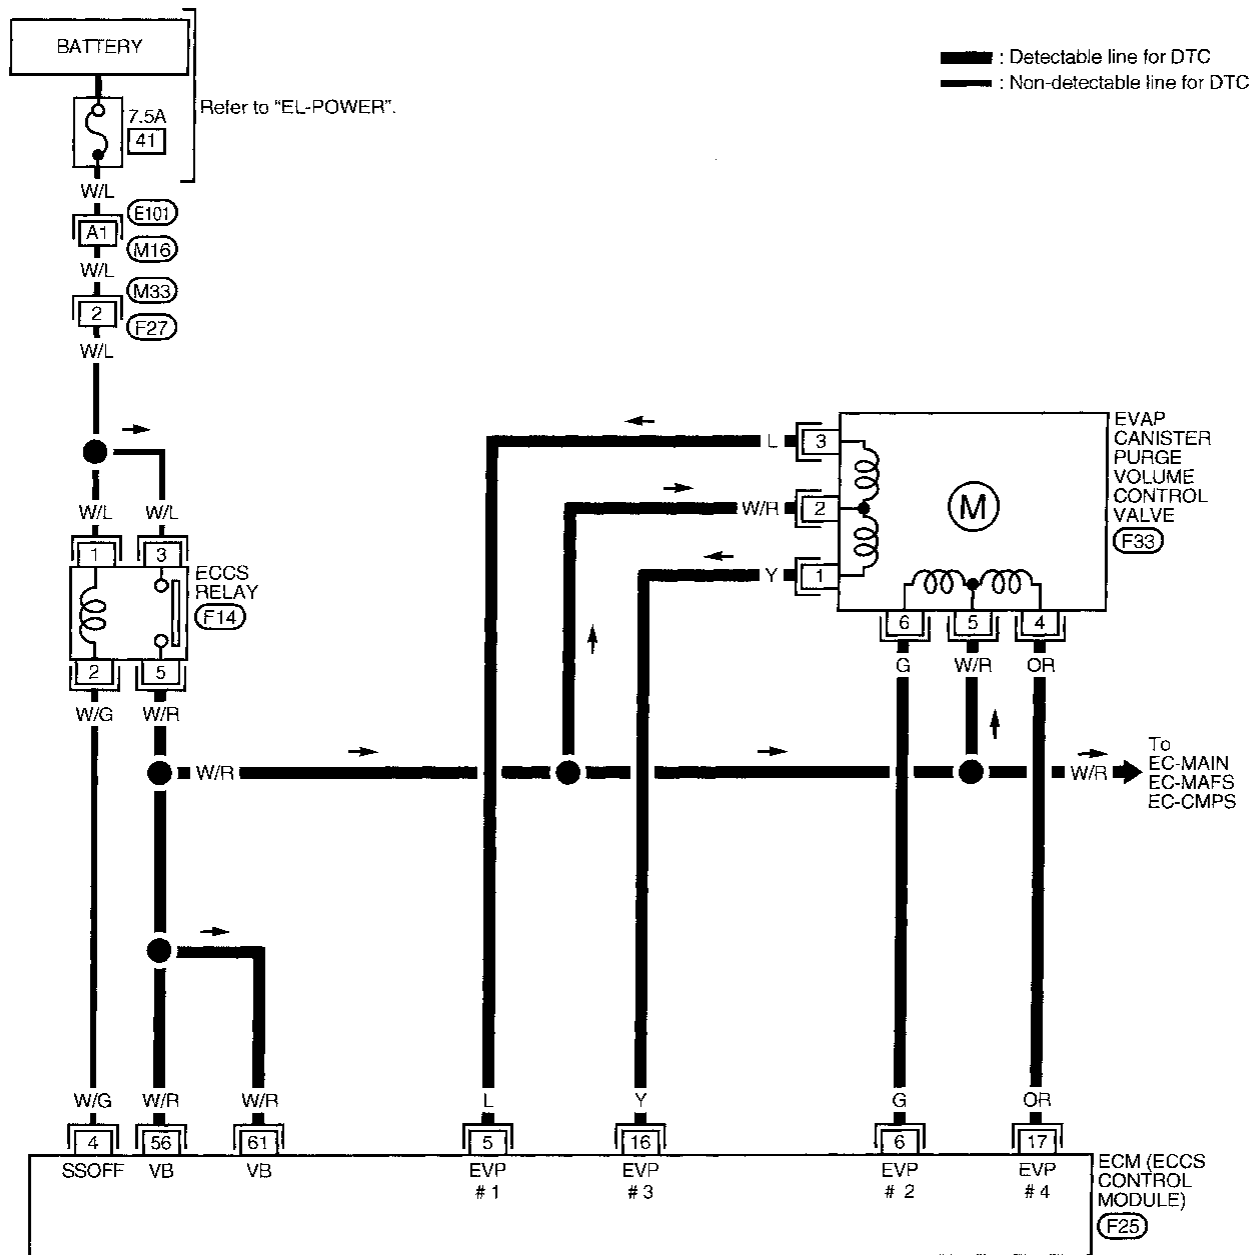 BATTERY
: Detectable line for DTC
: Non-detectable line for DTC
Refer to "EL-POWER".
7.5A
41
W/L
E101
A1
M16
W/L
M33
2
F27
W/L
W/L W/L
1 3
ECCS
RELAY
F14
2 5
W/G W/R
L 3
W/R 2
Y 1
M
EVAP
CANISTER
PURGE
VOLUME
CONTROL
VALVE
F33
6 5 4
G W/R OR
W/R
W/R
To
EC-MAIN
EC-MAFS
EC-CMPS
W/G W/R W/R L Y G OR
4 56 61 5 16 6 17
SSOFF VB VB EVP EVP EVP EVP
# 1 # 3 # 2 # 4
ECM (ECCS
CONTROL
MODULE)
F25